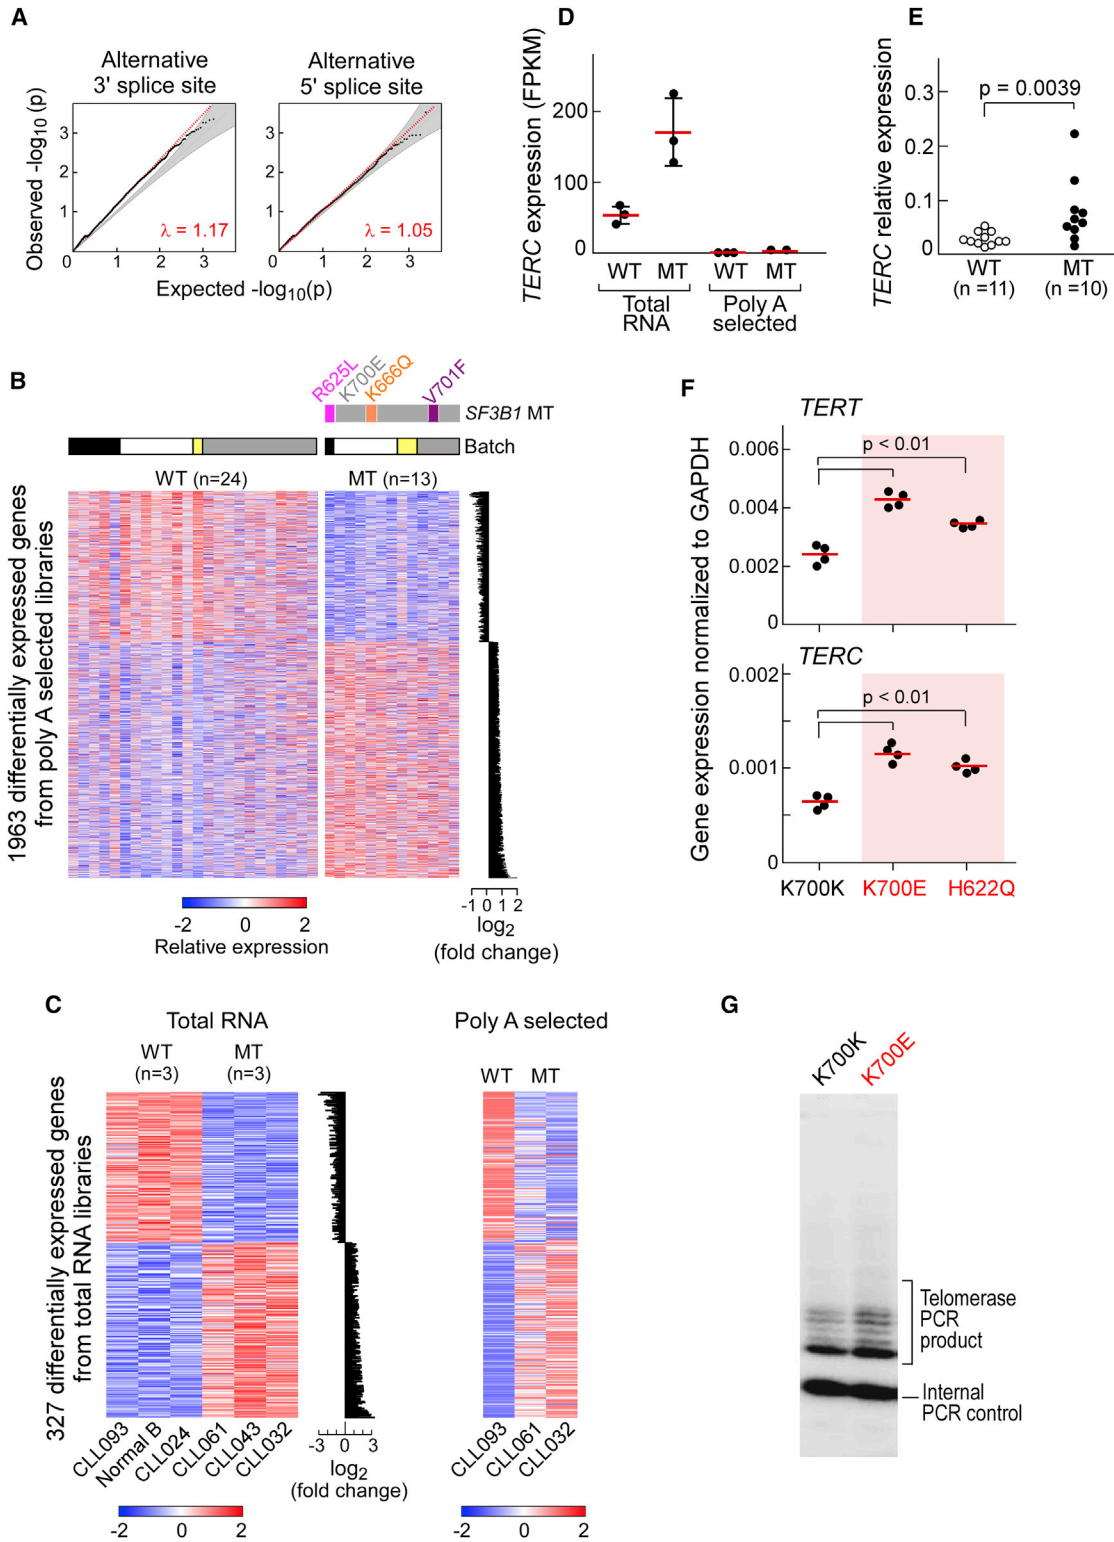 A
Alternative
3' splice site
Alternative
5' splice site
Observed -log10 (p)
3
2
1
λ = 1.17
λ = 1.05
0
1
2
3
0
1
2
3
Expected -log10(p)
D
TERC expression (FPKM)
200
100
0
WT
MT
WT
MT
Total
RNA
Poly A
selected
E
TERC relative expression
0.3
0.2
0.1
0
p = 0.0039
WT
(n =11)
MT
(n =10)
B
R625L
K700E
K666Q
V701F
SF3B1 MT
Batch
WT (n=24)
MT (n=13)
1963 differentially expressed genes
from poly A selected libraries
-2
0
2
Relative expression
-1 0 1 2
log2
(fold change)
F
TERT
Gene expression normalized to GAPDH
0.006
0.004
0.002
0
p < 0.01
TERC
0.002
0.001
0
p < 0.01
K700K
K700E
H622Q
C
Total RNA
Poly A selected
WT
(n=3)
MT
(n=3)
WT
MT
327 differentially expressed genes
from total RNA libraries
CLL093
Normal B
CLL024
CLL061
CLL043
CLL032
-3 0 3
log2
(fold change)
CLL093
CLL061
CLL032
-2
0
2
-2
0
2
G
K700K
K700E
Telomerase
PCR
product
Internal
PCR control